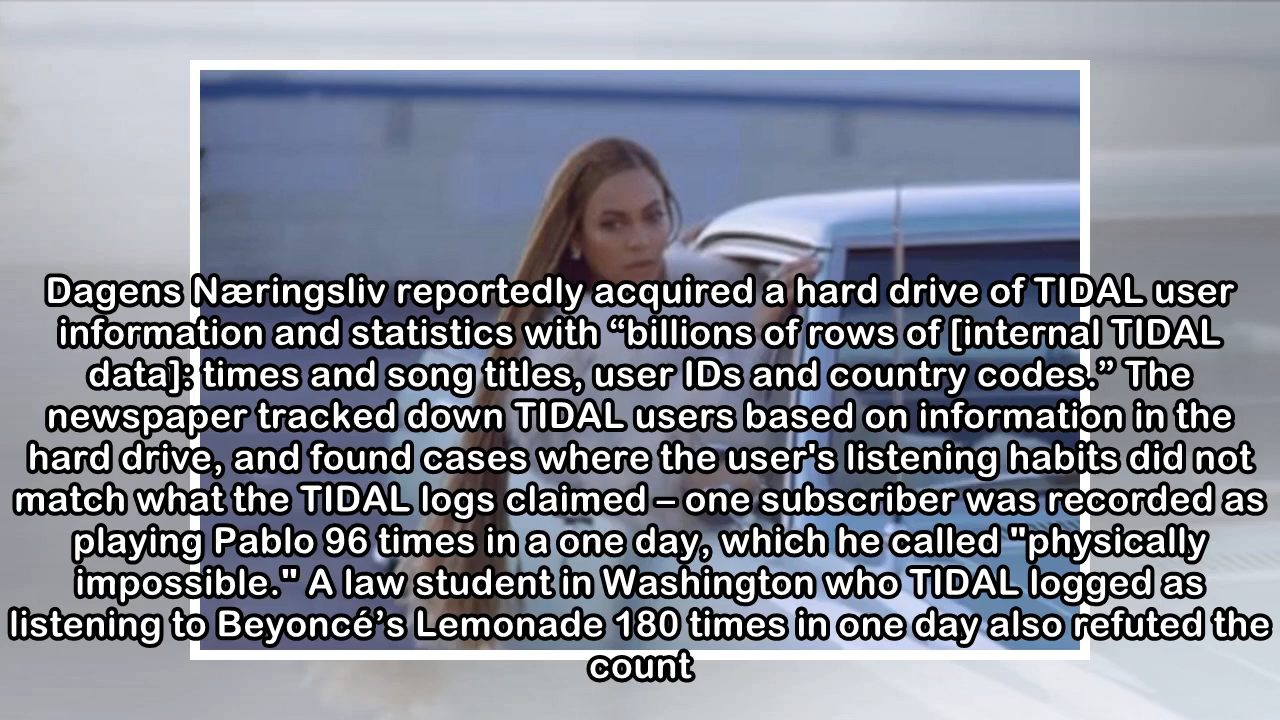 Dagens Næringsliv reportedly acquired a hard drive of TIDAL user
information and statistics with “billions of rows of [internal TIDAL
data]: times and song titles, user IDs and country codes.” The
newspaper tracked down TIDAL users based on information in the
hard drive, and found cases where the user's listening habits did not
match what the TIDAL logs claimed – one subscriber was recorded as
playing Pablo 96 times in a one day, which he called "physically
impossible." A law student in Washington who TIDAL logged as
listening to Beyoncé’s Lemonade 180 times in one day also refuted the
count